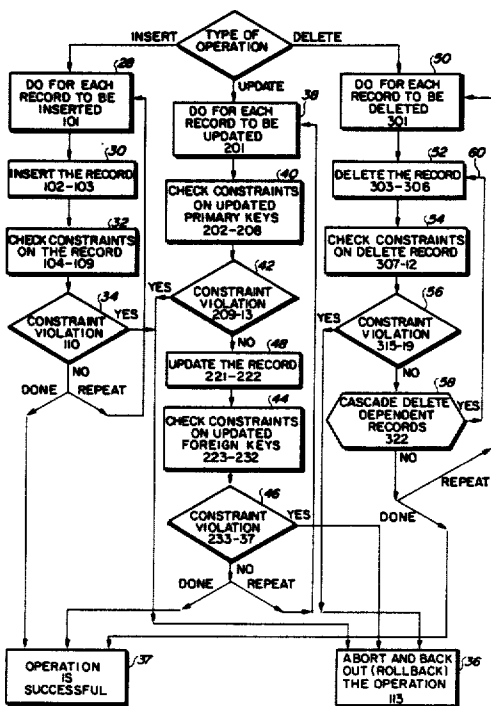 TYPE OF
OPERATION
INSERT
DELETE
UPDATE
28
DO FOR EACH
RECORD TO BE
INSERTED
101
30
INSERT THE RECORD
102-103
32
CHECK CONSTRAINTS
ON THE RECORD
104-109
34
CONSTRAINT
VIOLATION
110
YES
NO
DONE
REPEAT
38
DO FOR EACH
RECORD TO BE
UPDATED
201
40
CHECK CONSTRAINTS
ON UPDATED
PRIMARY KEYS
202-208
42
YES
CONSTRAINT
VIOLATION
209-13
NO
48
UPDATE THE RECORD
221-222
44
CHECK CONSTRAINTS
ON UPDATED
FOREIGN KEYS
223-232
46
CONSTRAINT
VIOLATION
233-37
YES
NO
DONE
REPEAT
50
DO FOR EACH
RECORD TO BE
DELETED
301
52
60
DELETE THE RECORD
303-306
54
CHECK CONSTRAINTS
ON DELETE RECORD
307-12
56
YES
CONSTRAINT
VIOLATION
315-19
NO
58
CASCADE DELETE
DEPENDENT
RECORDS
322
YES
NO
REPEAT
DONE
OPERATION
IS
SUCCESSFUL
37
ABORT AND BACK
OUT (ROLLBACK)
THE OPERATION
113
36